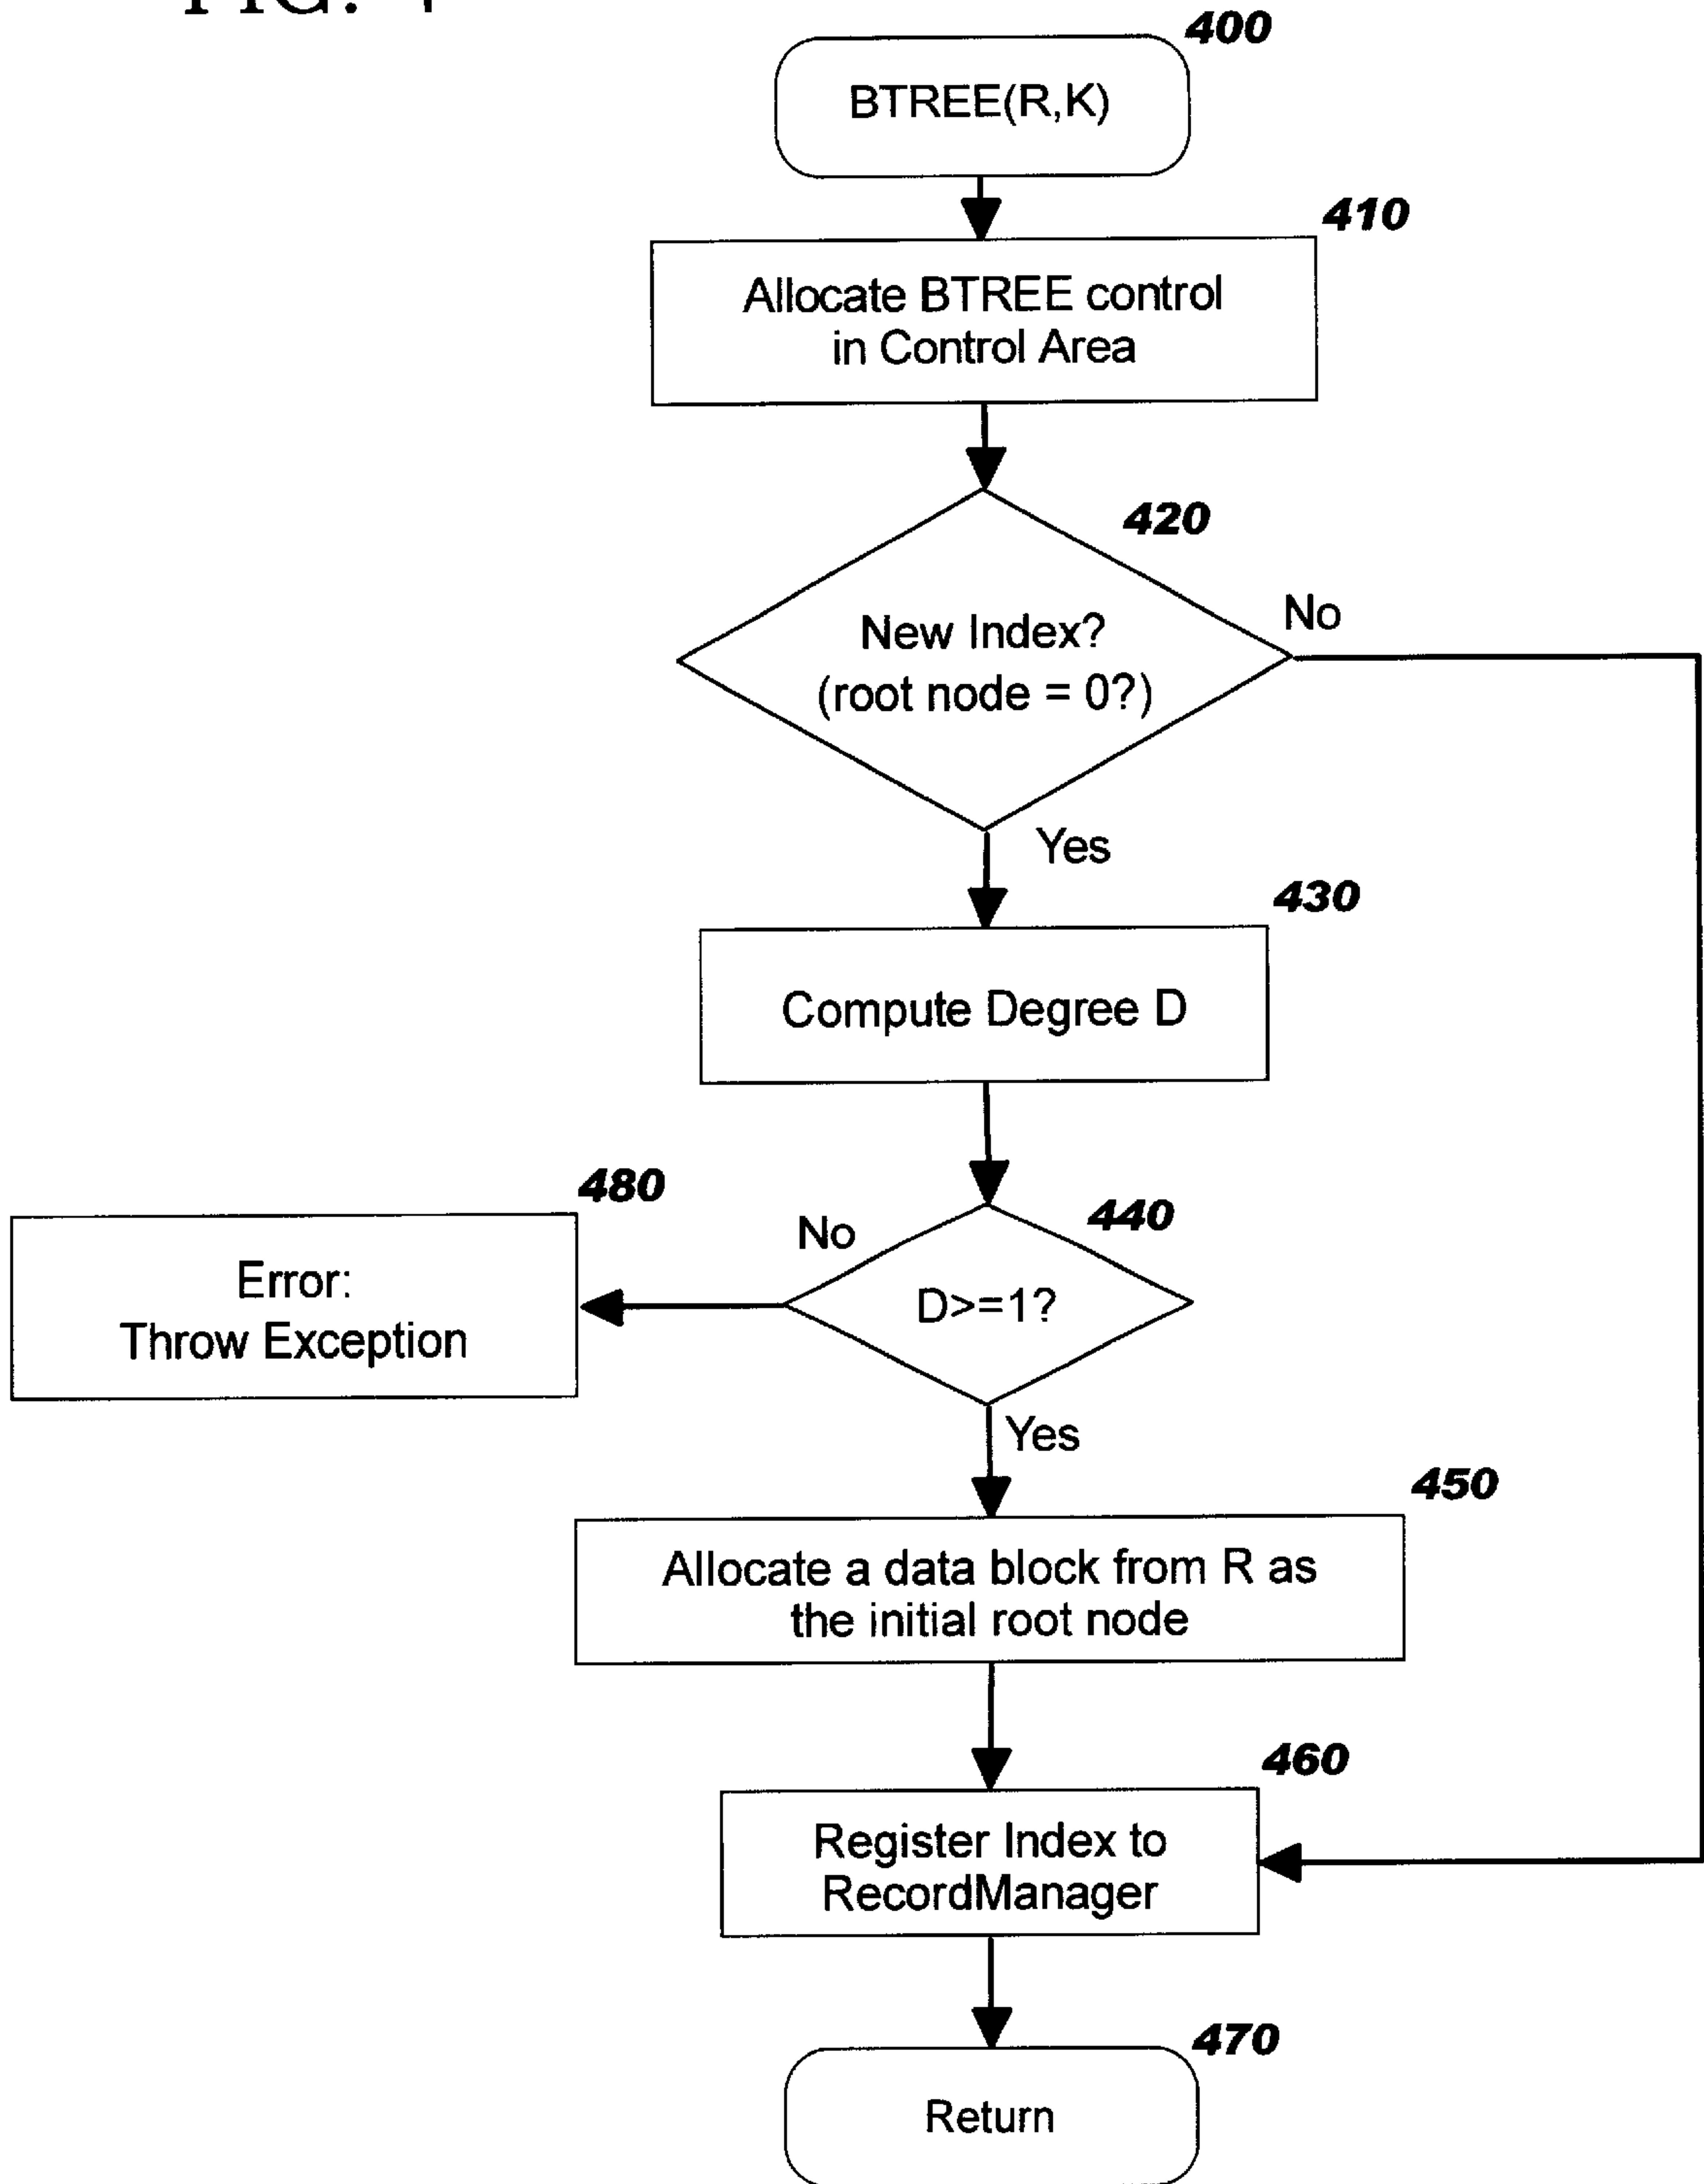 FIG. 4
400
BTREE(R,K)
410
Allocate BTREE control
in Control Area
420
New Index?
(root node = 0?)
No
Yes
430
Compute Degree D
480
Error:
Throw Exception
No
440
D>=1?
Yes
450
Allocate a data block from R as
the initial root node
460
Register Index to
RecordManager
470
Return